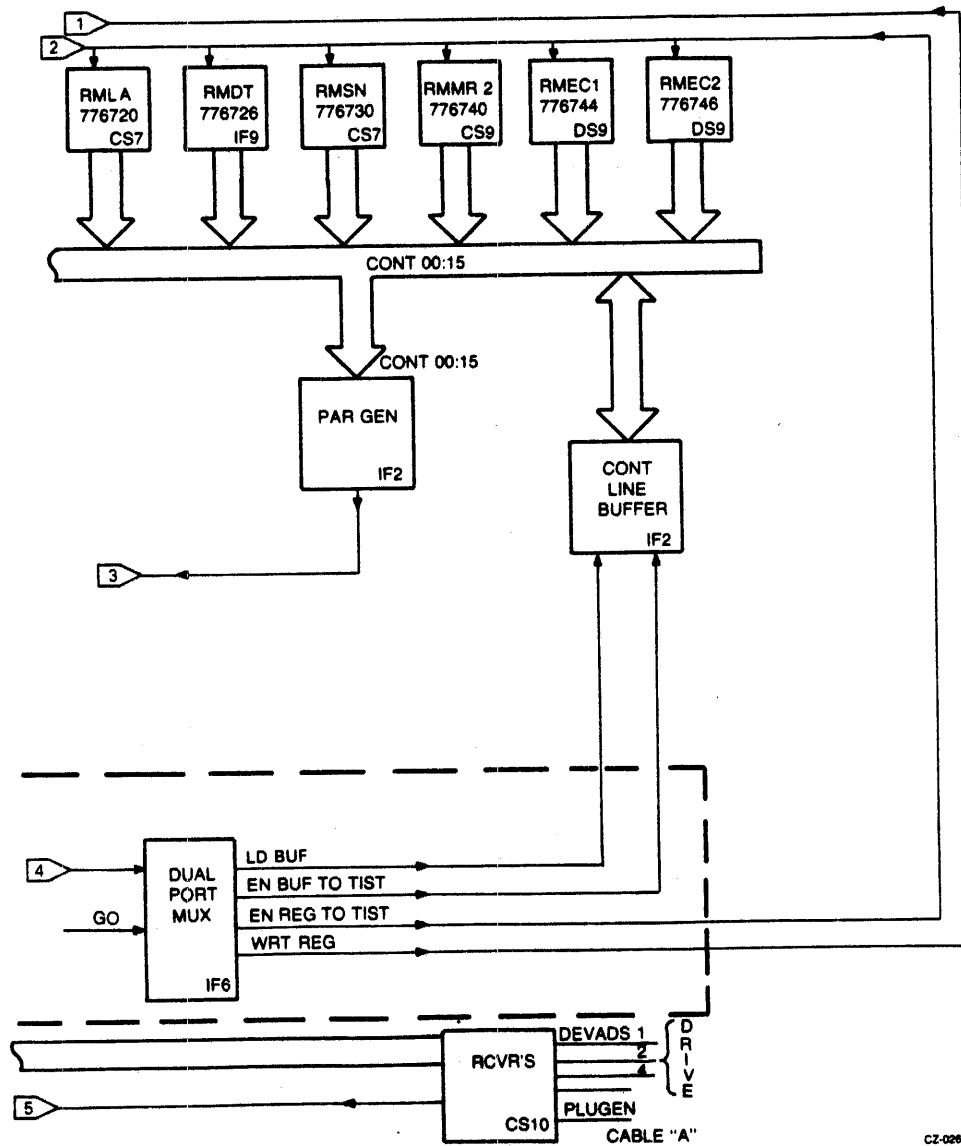 1
2
RMLA
776720
CS7
RMDT
776726
IF9
RMSN
776730
CS7
RMMR 2
776740
CS9
RMEC1
776744
DS9
RMEC2
776746
DS9
CONT 00:15
CONT 00:15
PAR GEN
IF2
CONT
LINE
BUFFER
IF2
3
4
GO
DUAL
PORT
MUX
IF6
LD BUF
EN BUF TO TIST
EN REG TO TIST
WRT REG
RCVR'S
CS10
DEVADS 1
2
4
PLUGEN
DRIVE
5
CABLE "A"